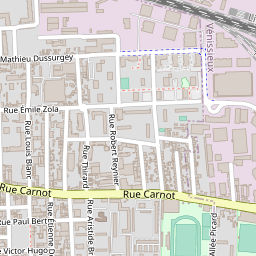 Vénissieux
Mathieu Dussurgey
Rue Émile Zola
Rue Louis Blanc
Rue Robert Reynier
Rue Thirard
Rue Carnot
Rue Carnot
Rue Paul Bert
Rue Étienne D
Rue Aristide Br
Allée Picard
e Victor Hugo